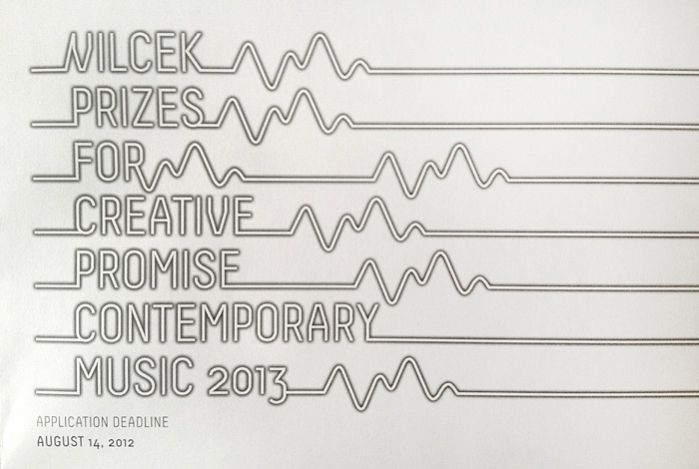 VILCEK
PRIZES
FOR
CREATIVE
PROMISE
CONTEMPORARY
MUSIC 2013
APPLICATION DEADLINE
AUGUST 14, 2012